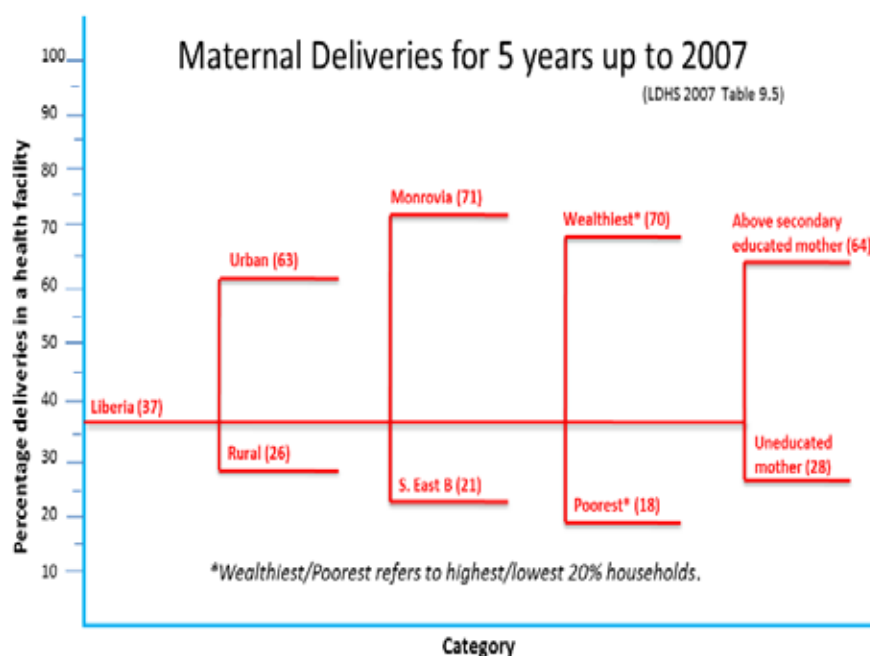 Maternal Deliveries for 5 years up to 2007
(LDHS 2007 Table 9.5)
Percentage deliveries in a health facility
100
90
80
70
60
50
40
30
20
10
Liberia (37)
Urban (63)
Rural (26)
Monrovia (71)
S. East B (21)
Wealthiest* (70)
Poorest* (18)
Above secondary
educated mother (64)
Uneducated
mother (28)
*Wealthiest/Poorest refers to highest/lowest 20% households.
Category